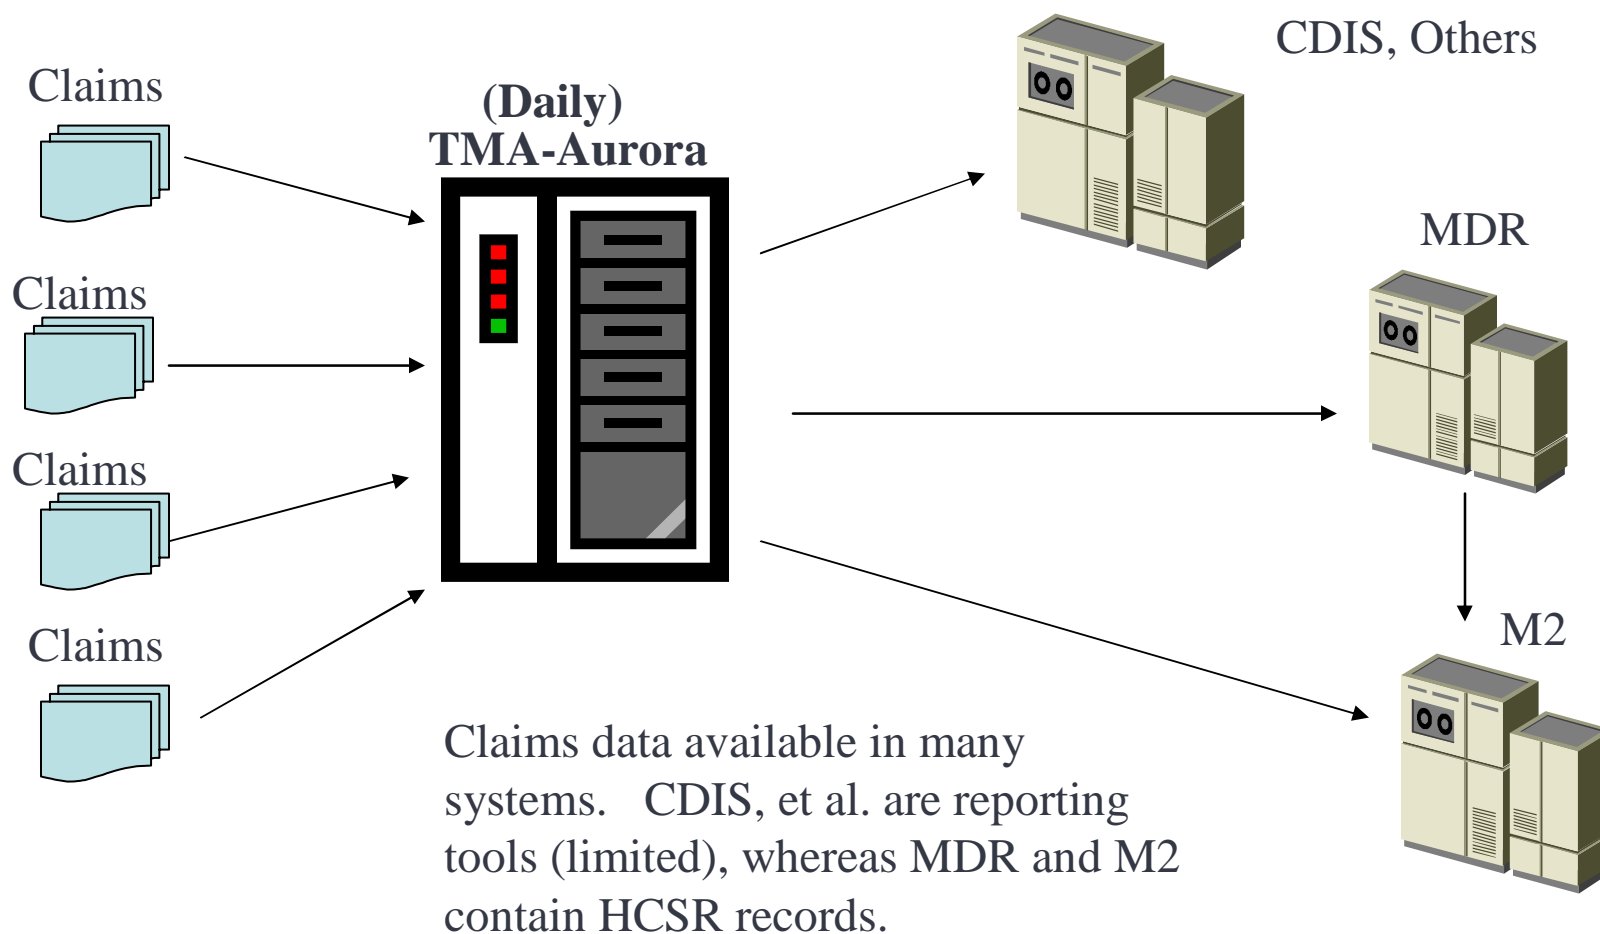 Claims
Claims
Claims
Claims
(Daily)
TMA-Aurora
CDIS, Others
MDR
M2
Claims data available in many
systems.   CDIS, et al. are reporting
tools (limited), whereas MDR and M2
contain HCSR records.